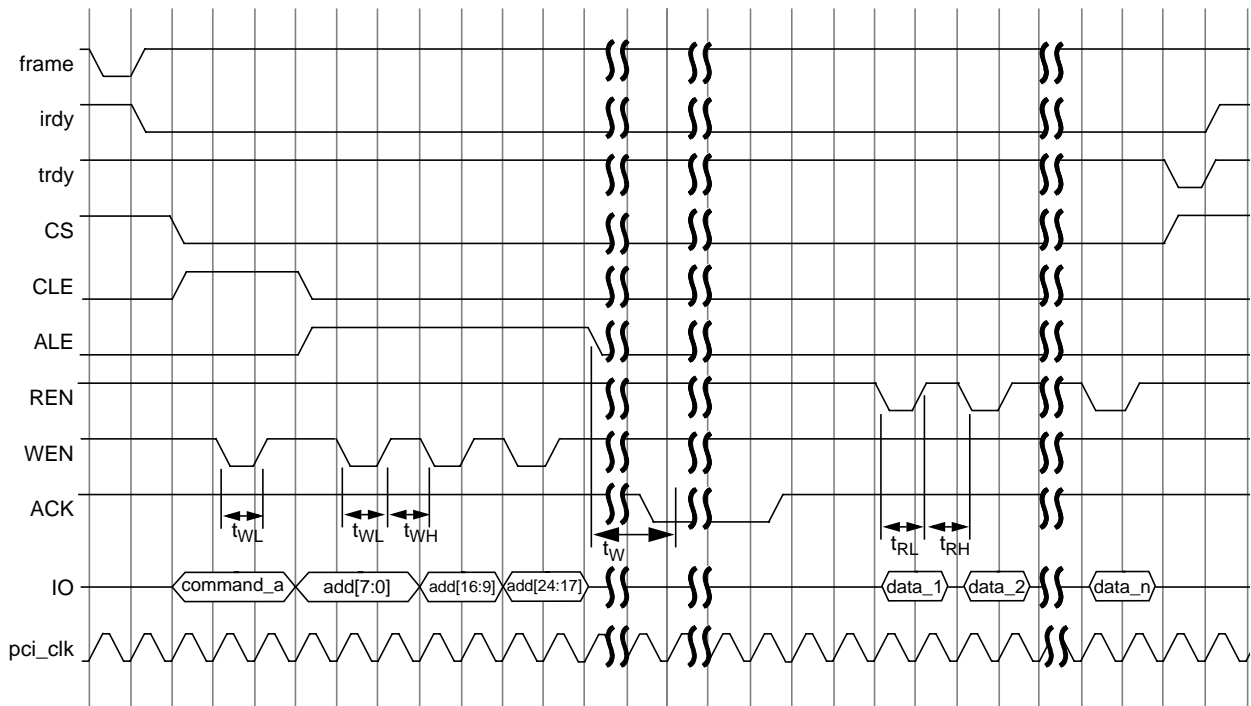 frame
irdy
trdy
CS
CLE
ALE
REN
WEN
ACK
tWL
tWL
tWH
tW
tRL
tRH
IO
command_a
add[7:0]
add[16:9]
add[24:17]
data_1
data_2
data_n
pci_clk